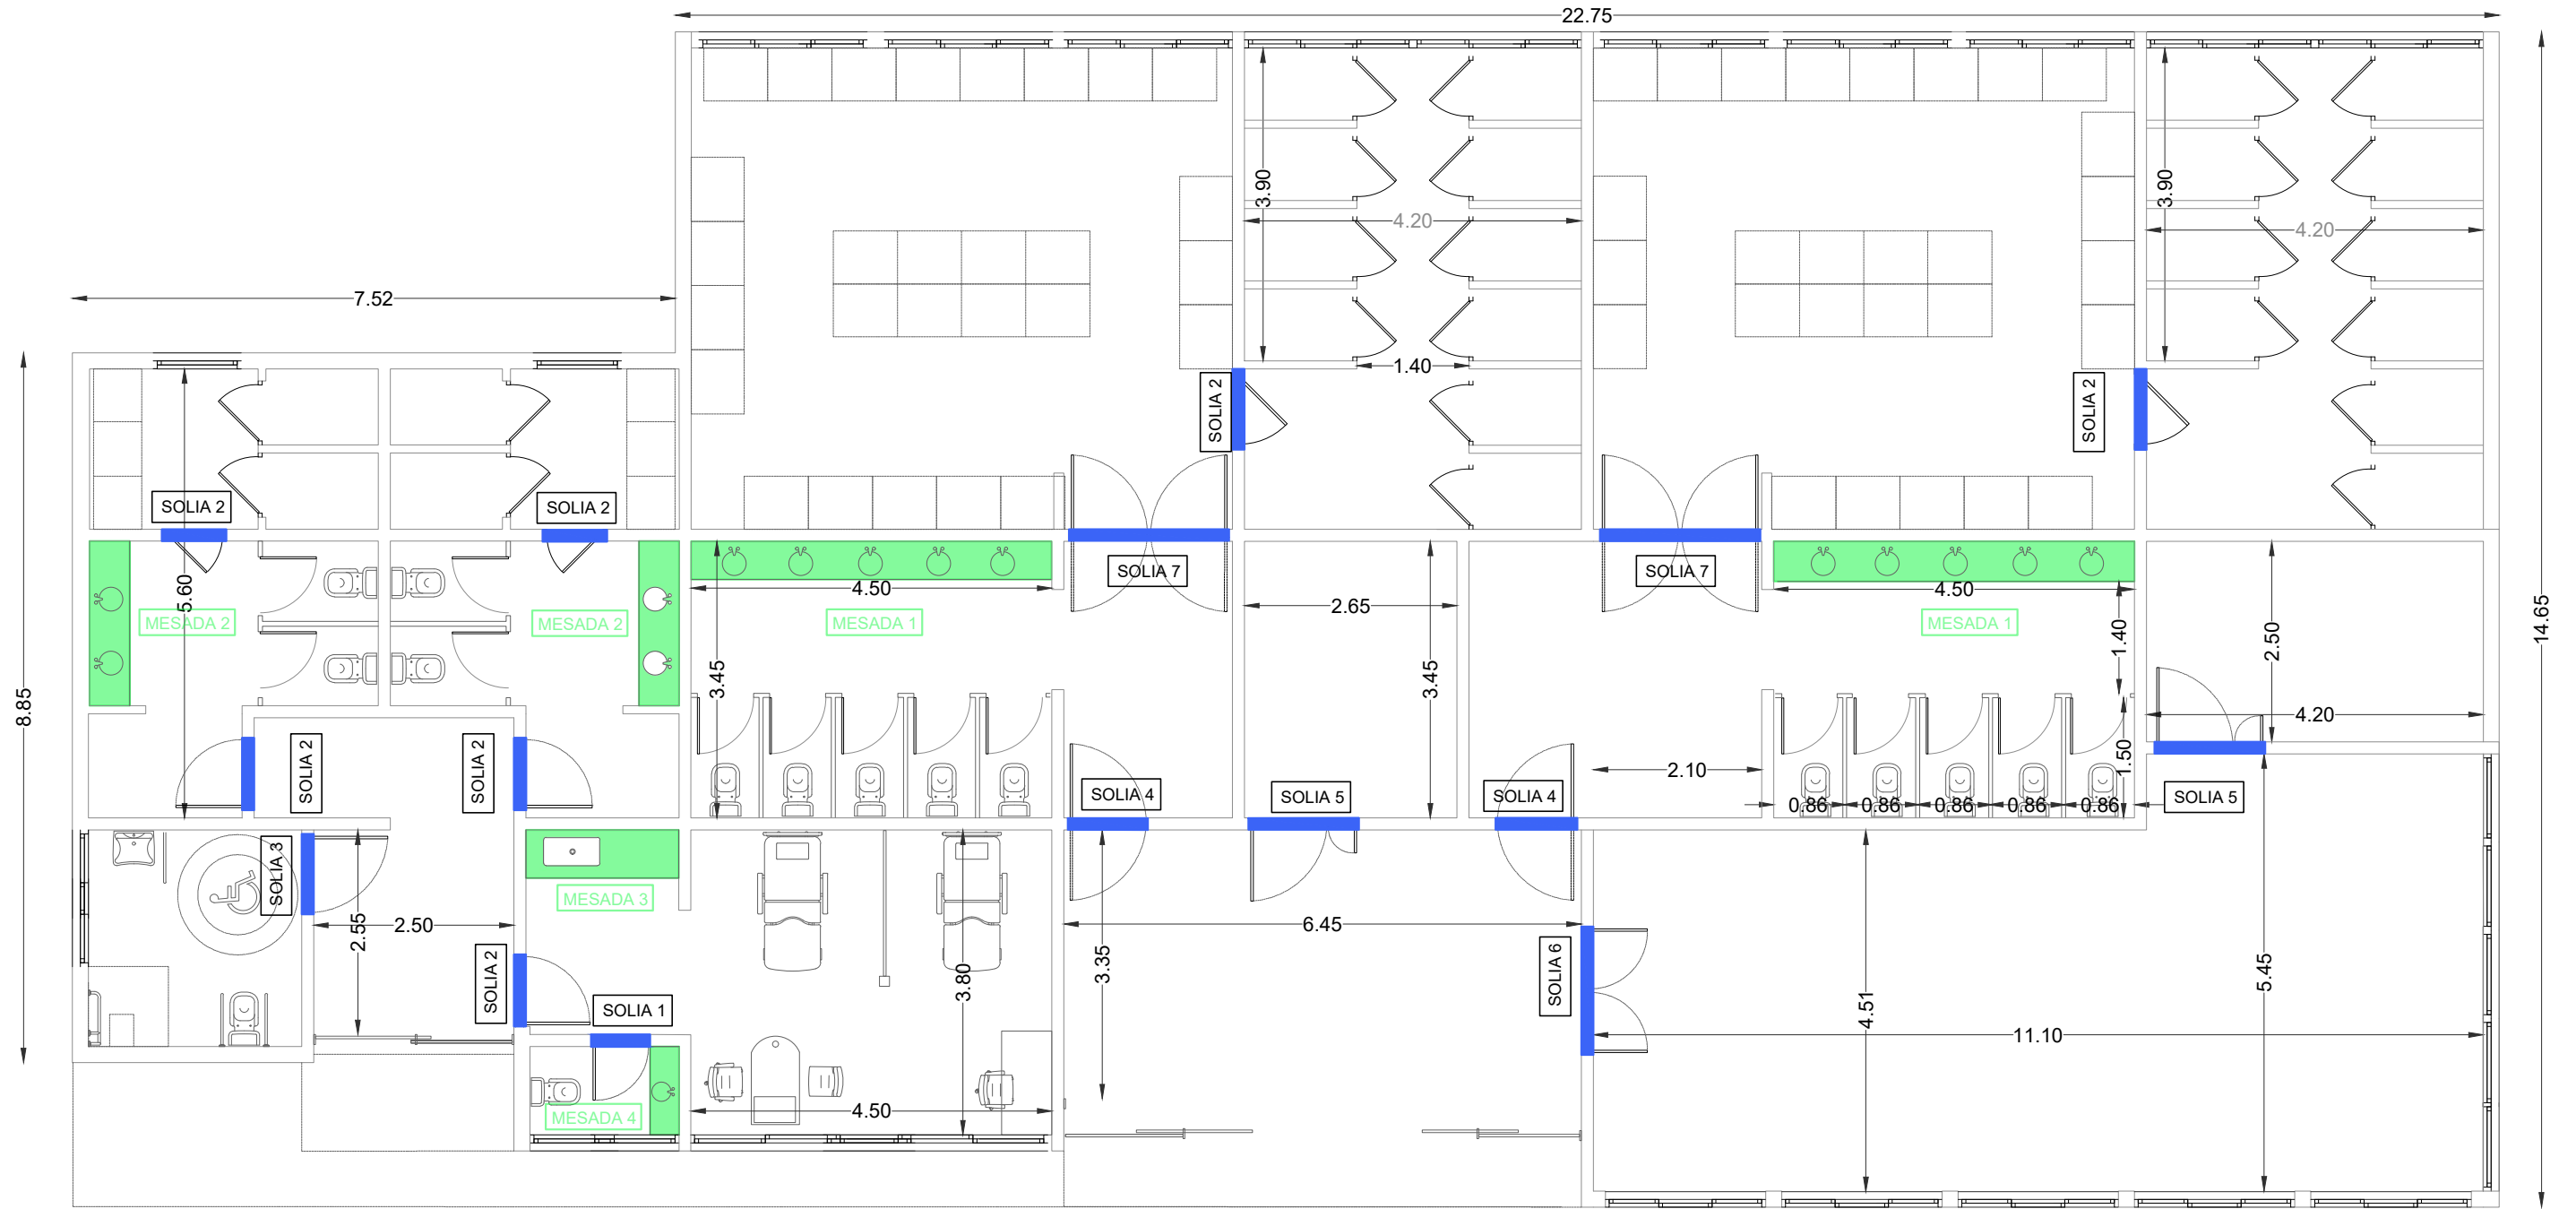 22.75
3.90
3.90
4.20
4.20
7.52
1.40
SOLIA 2
SOLIA 2
SOLIA 2
SOLIA 2
SOLIA 7
SOLIA 7
4.50
4.50
5.60
MESADA 2
MESADA 2
MESADA 1
MESADA 1
2.65
14.65
1.40
2.50
3.45
3.45
8.85
4.20
SOLIA 2
SOLIA 2
2.10
1.50
SOLIA 4
SOLIA 5
SOLIA 4
SOLIA 5
0.86
0.86
0.86
0.86
0.86
SOLIA 3
MESADA 3
2.55
2.50
6.45
3.35
SOLIA 2
3.80
SOLIA 6
5.45
4.51
SOLIA 1
11.10
MESADA 4
4.50